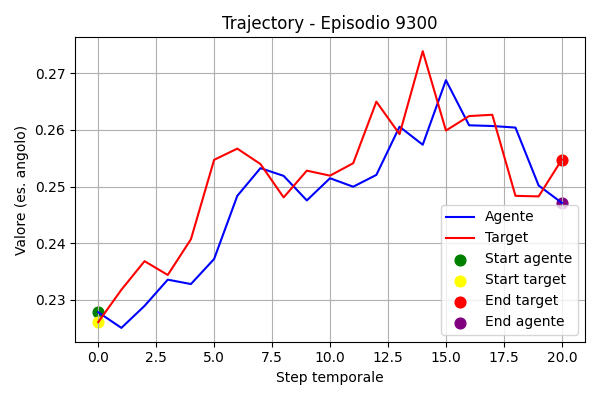 Trajectory - Episodio 9300
Valore (es. angolo)
0.27
0.26
0.25
0.24
0.23
0.0
2.5
5.0
7.5
10.0
12.5
15.0
17.5
20.0
Step temporale
Agente
Target
Start agente
Start target
End target
End agente